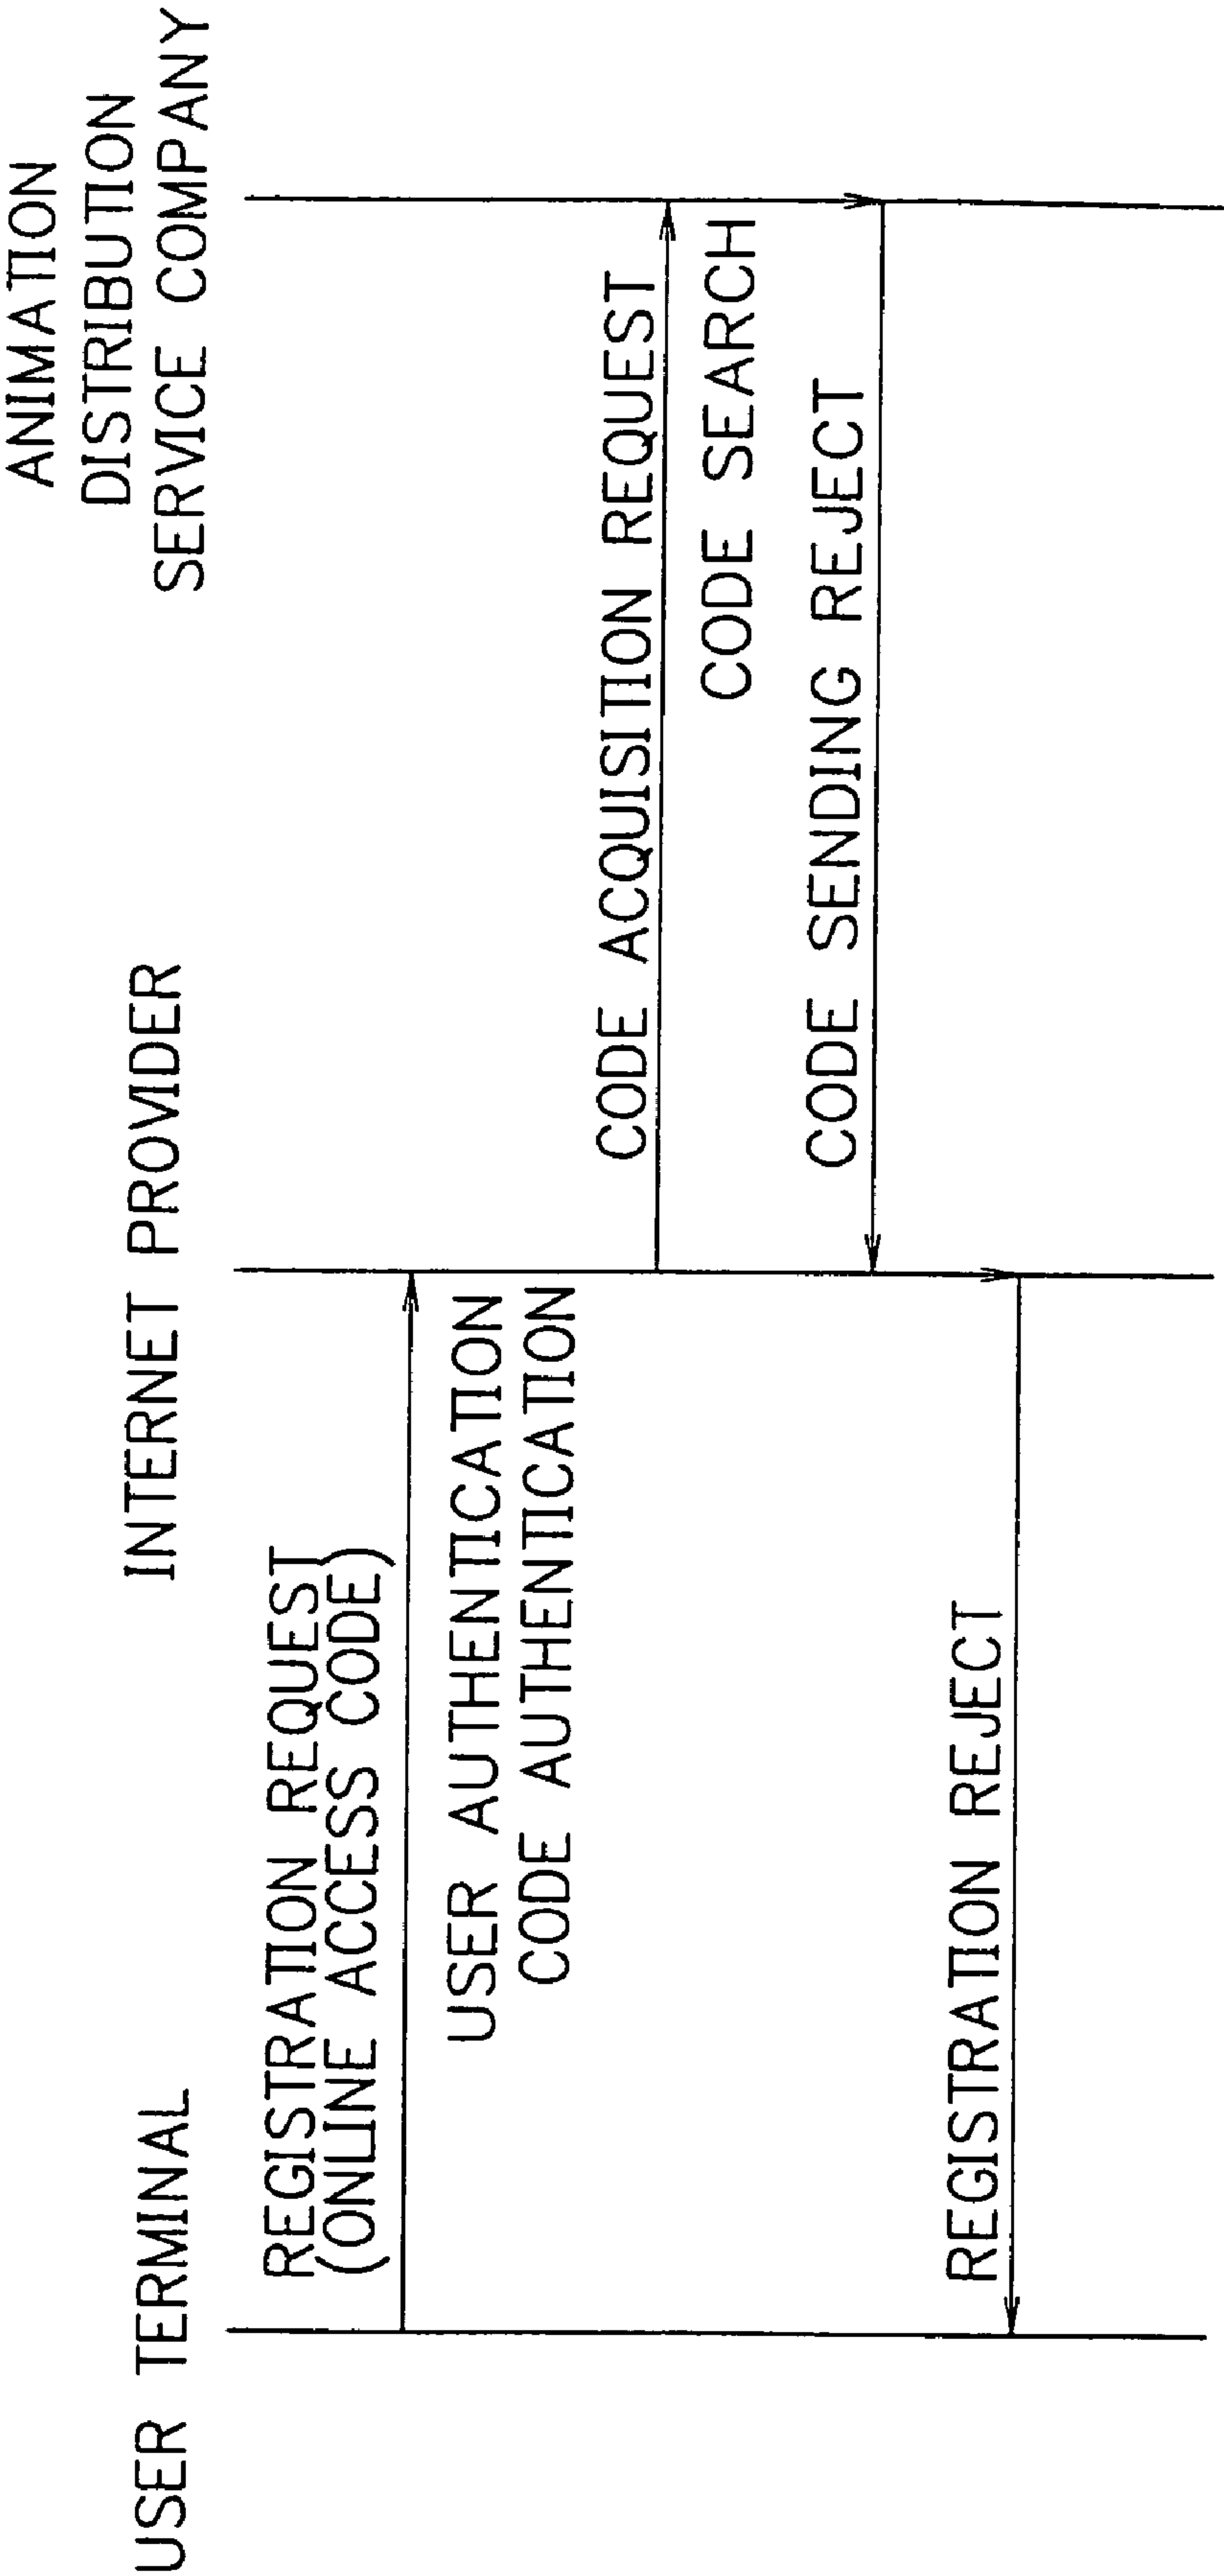 USER TERMINAL
INTERNET PROVIDER
ANIMATION
DISTRIBUTION
SERVICE COMPANY
REGISTRATION REQUEST
(ONLINE ACCESS CODE)
USER AUTHENTICATION
CODE AUTHENTICATION
CODE ACQUISITION REQUEST
CODE SEARCH
CODE SENDING REJECT
REGISTRATION REJECT